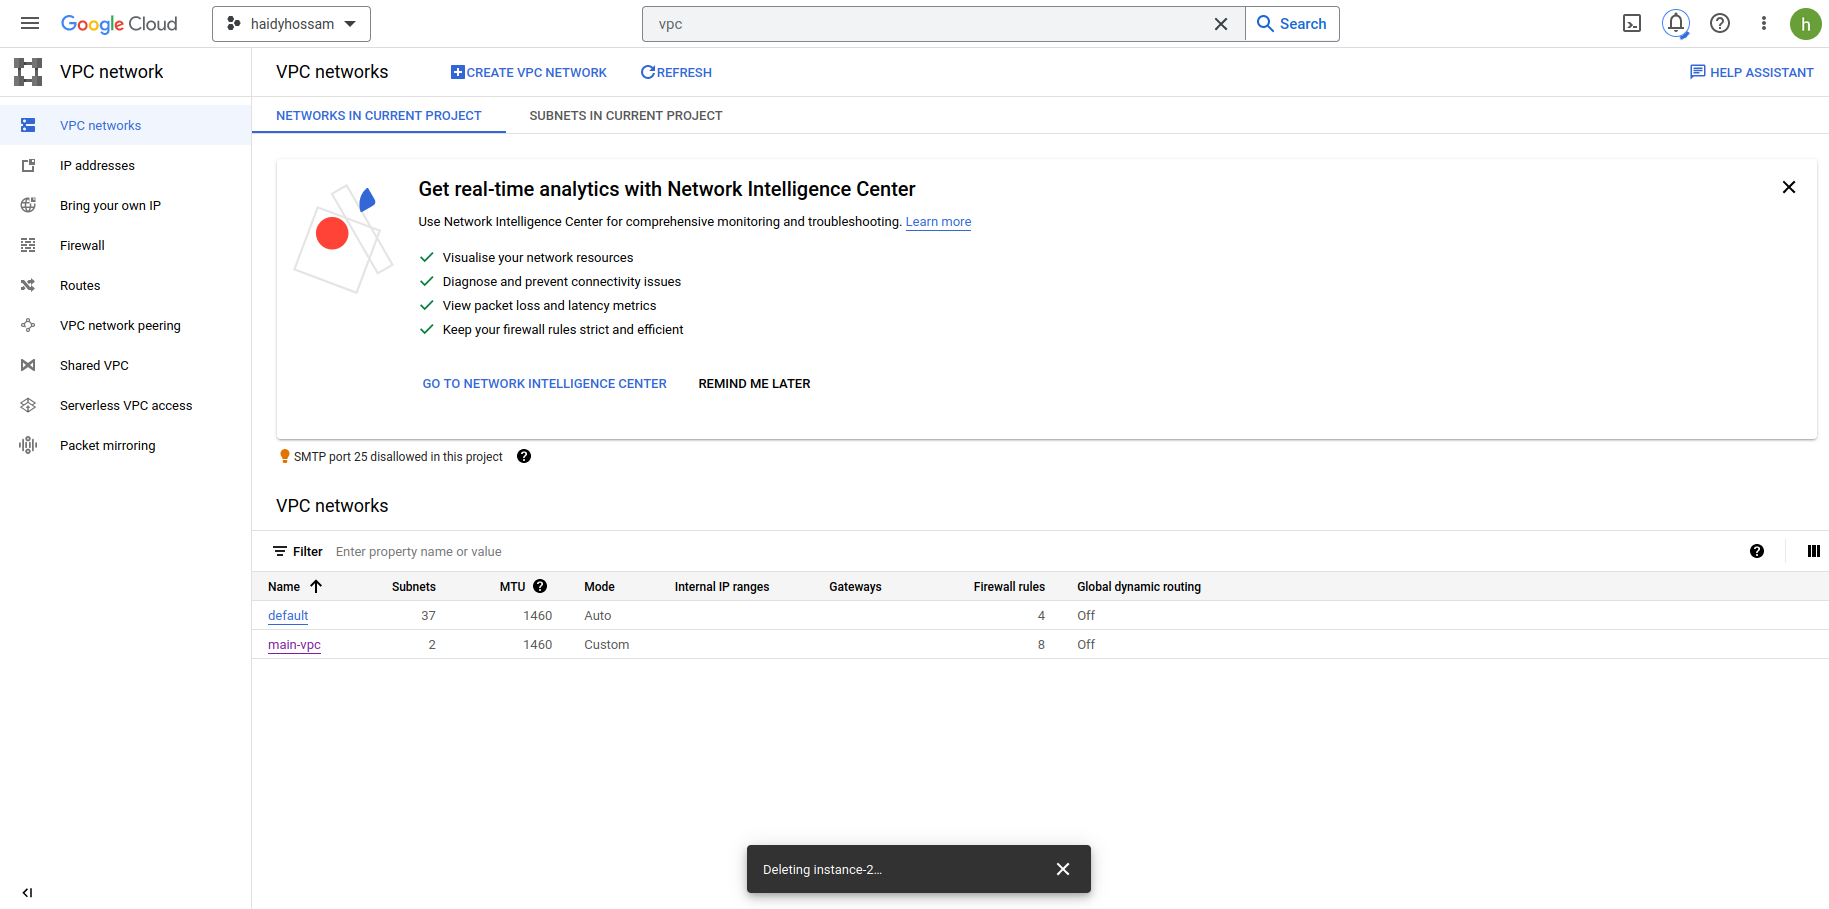 Google Cloud
haidyhossam
vpc
Search
h
VPC network
VPC networks
CREATE VPC NETWORK
REFRESH
HELP ASSISTANT
NETWORKS IN CURRENT PROJECT
SUBNETS IN CURRENT PROJECT
VPC networks
IP addresses
Bring your own IP
Firewall
Routes
VPC network peering
Shared VPC
Serverless VPC access
Packet mirroring
Get real-time analytics with Network Intelligence Center
Use Network Intelligence Center for comprehensive monitoring and troubleshooting. Learn more
Visualise your network resources
Diagnose and prevent connectivity issues
View packet loss and latency metrics
Keep your firewall rules strict and efficient
GO TO NETWORK INTELLIGENCE CENTER
REMIND ME LATER
SMTP port 25 disallowed in this project
VPC networks
Filter Enter property name or value
Name Subnets MTU Mode Internal IP ranges Gateways Firewall rules Global dynamic routing
default 37 1460 Auto 4 Off
main-vpc 2 1460 Custom 8 Off
Deleting instance-2...